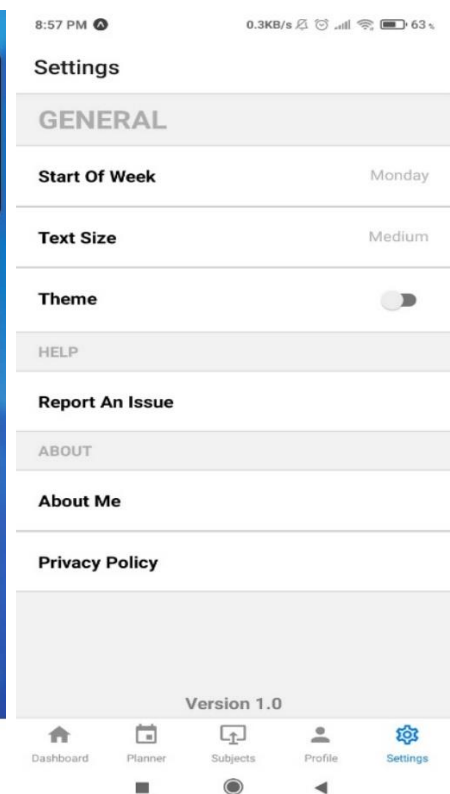 8:57 PM 0.3KB/s 63%
Settings
GENERAL
Start Of Week Monday
Text Size Medium
Theme
HELP
Report An Issue
ABOUT
About Me
Privacy Policy
Version 1.0
Dashboard Planner Subjects Profile Settings